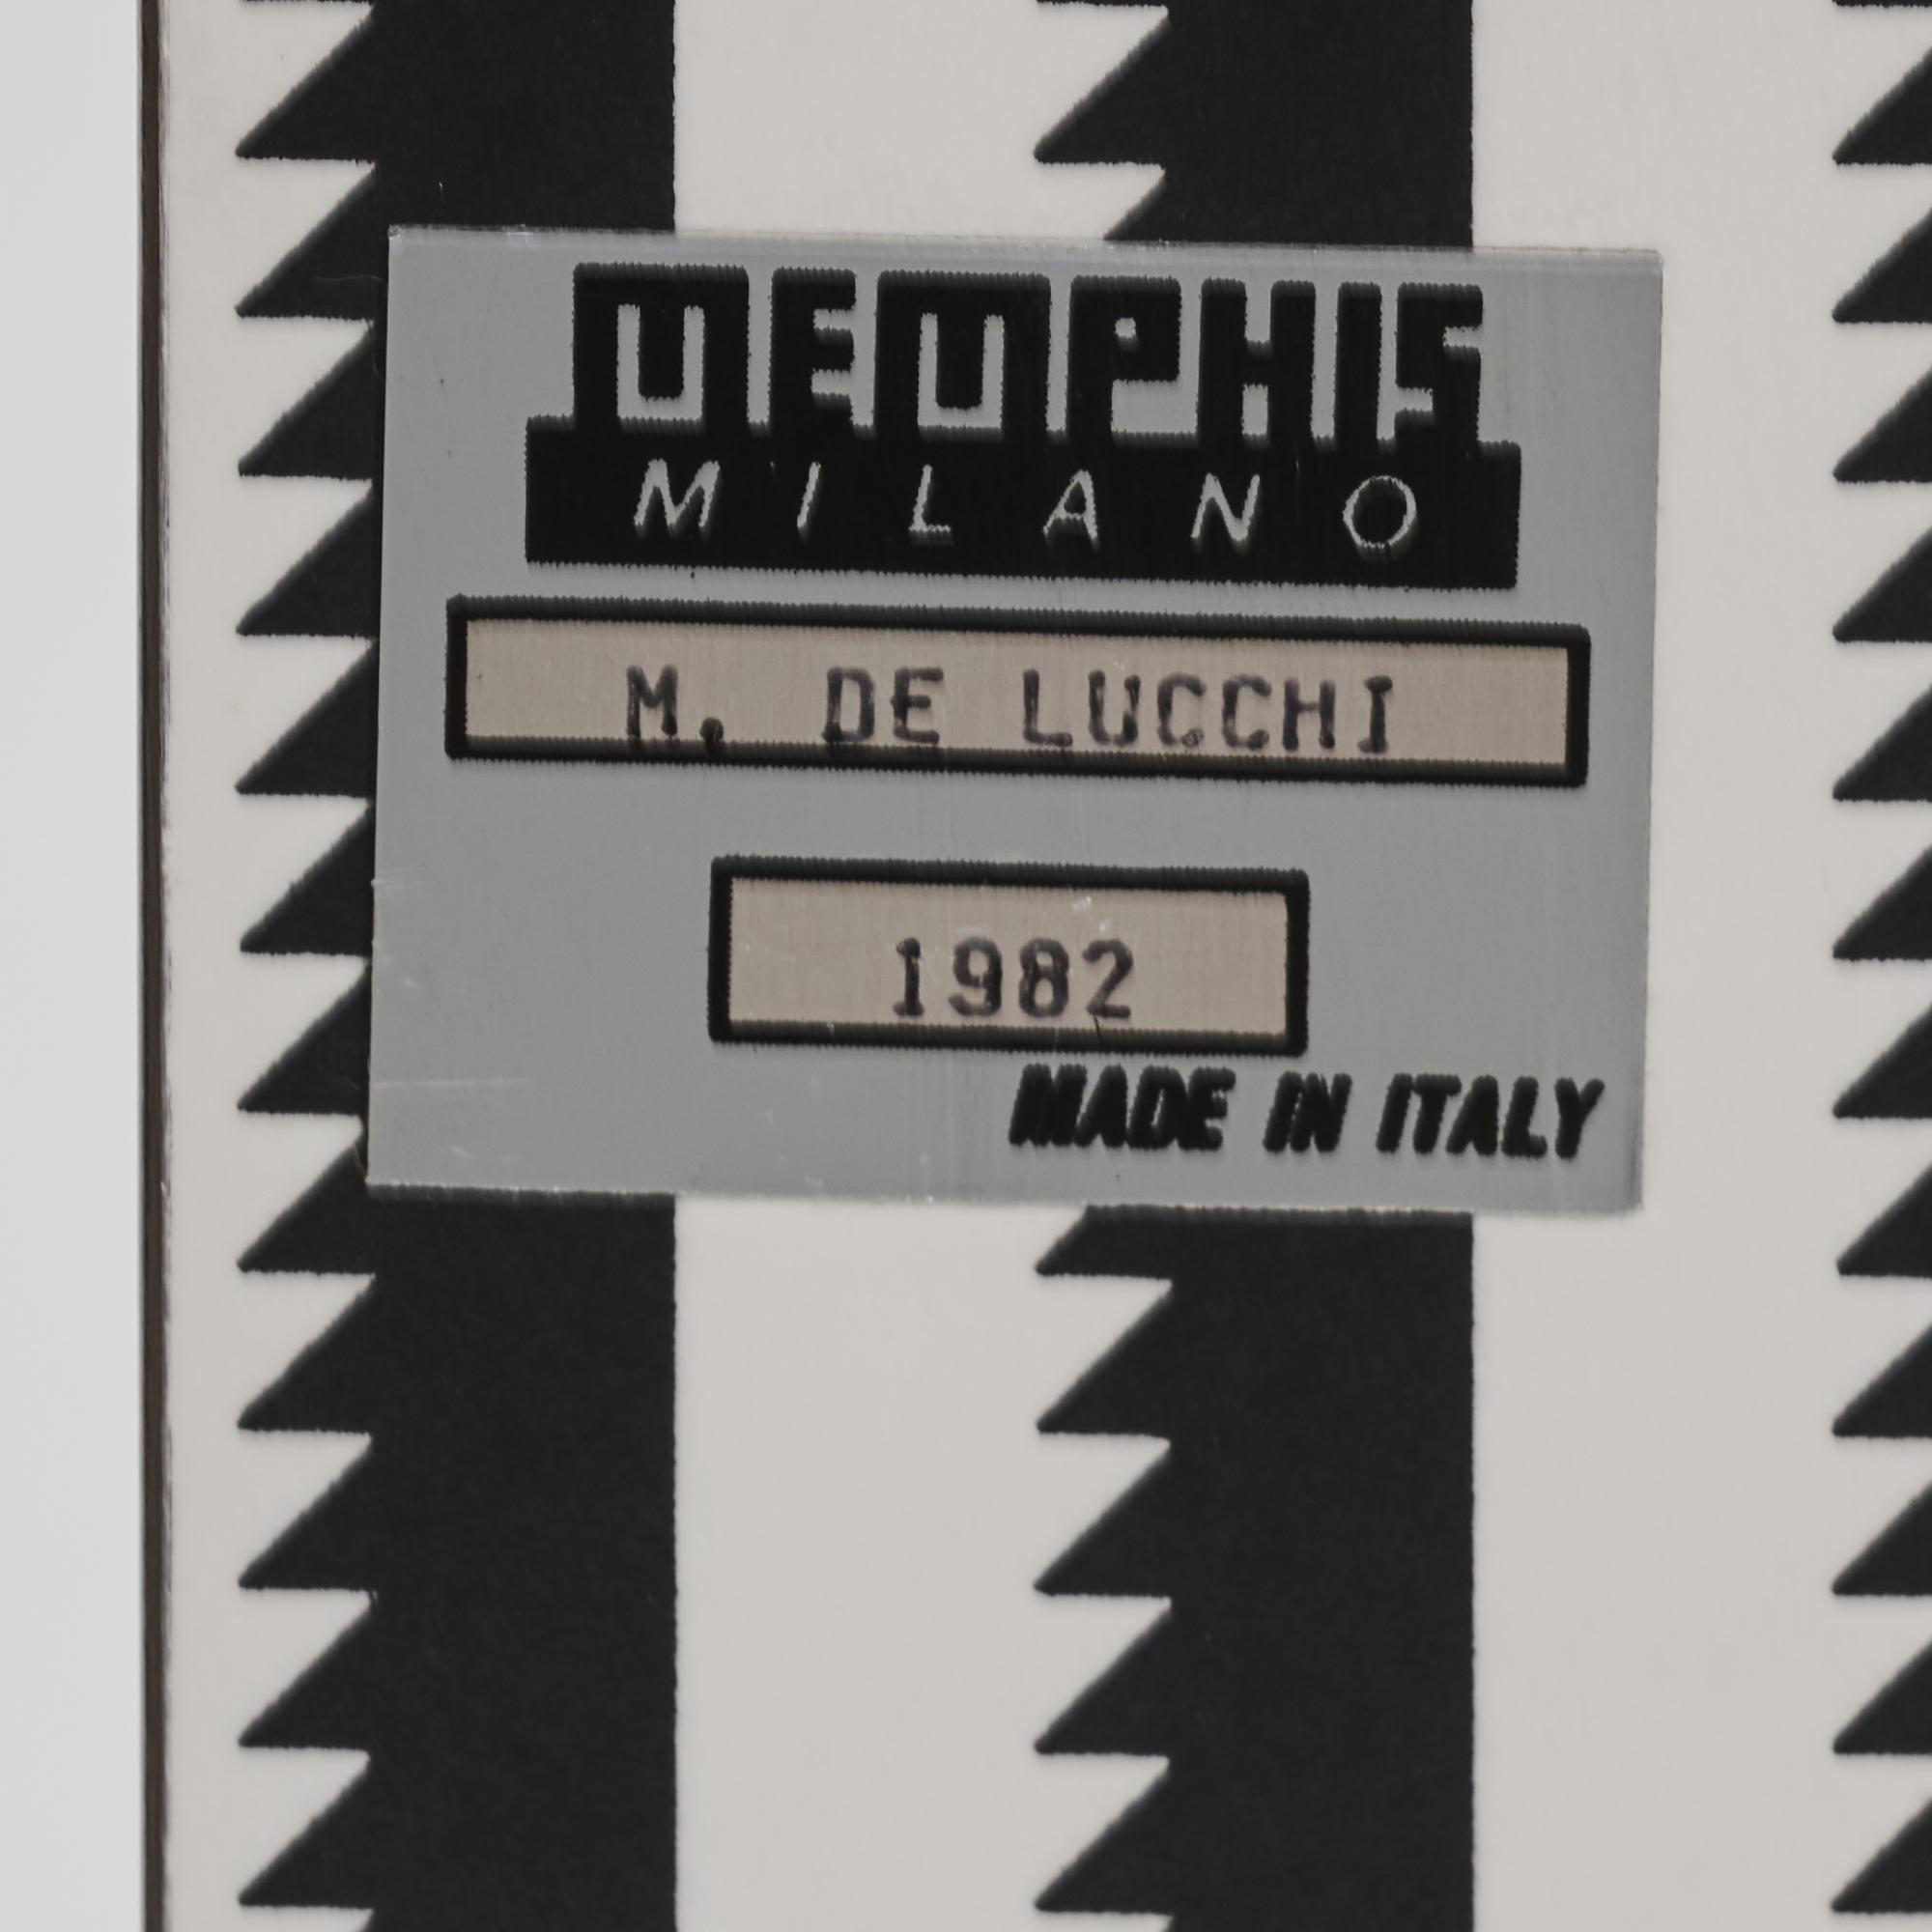 MEMPHIS
MILANO
M. DE LUCCHI
1982
MADE IN ITALY